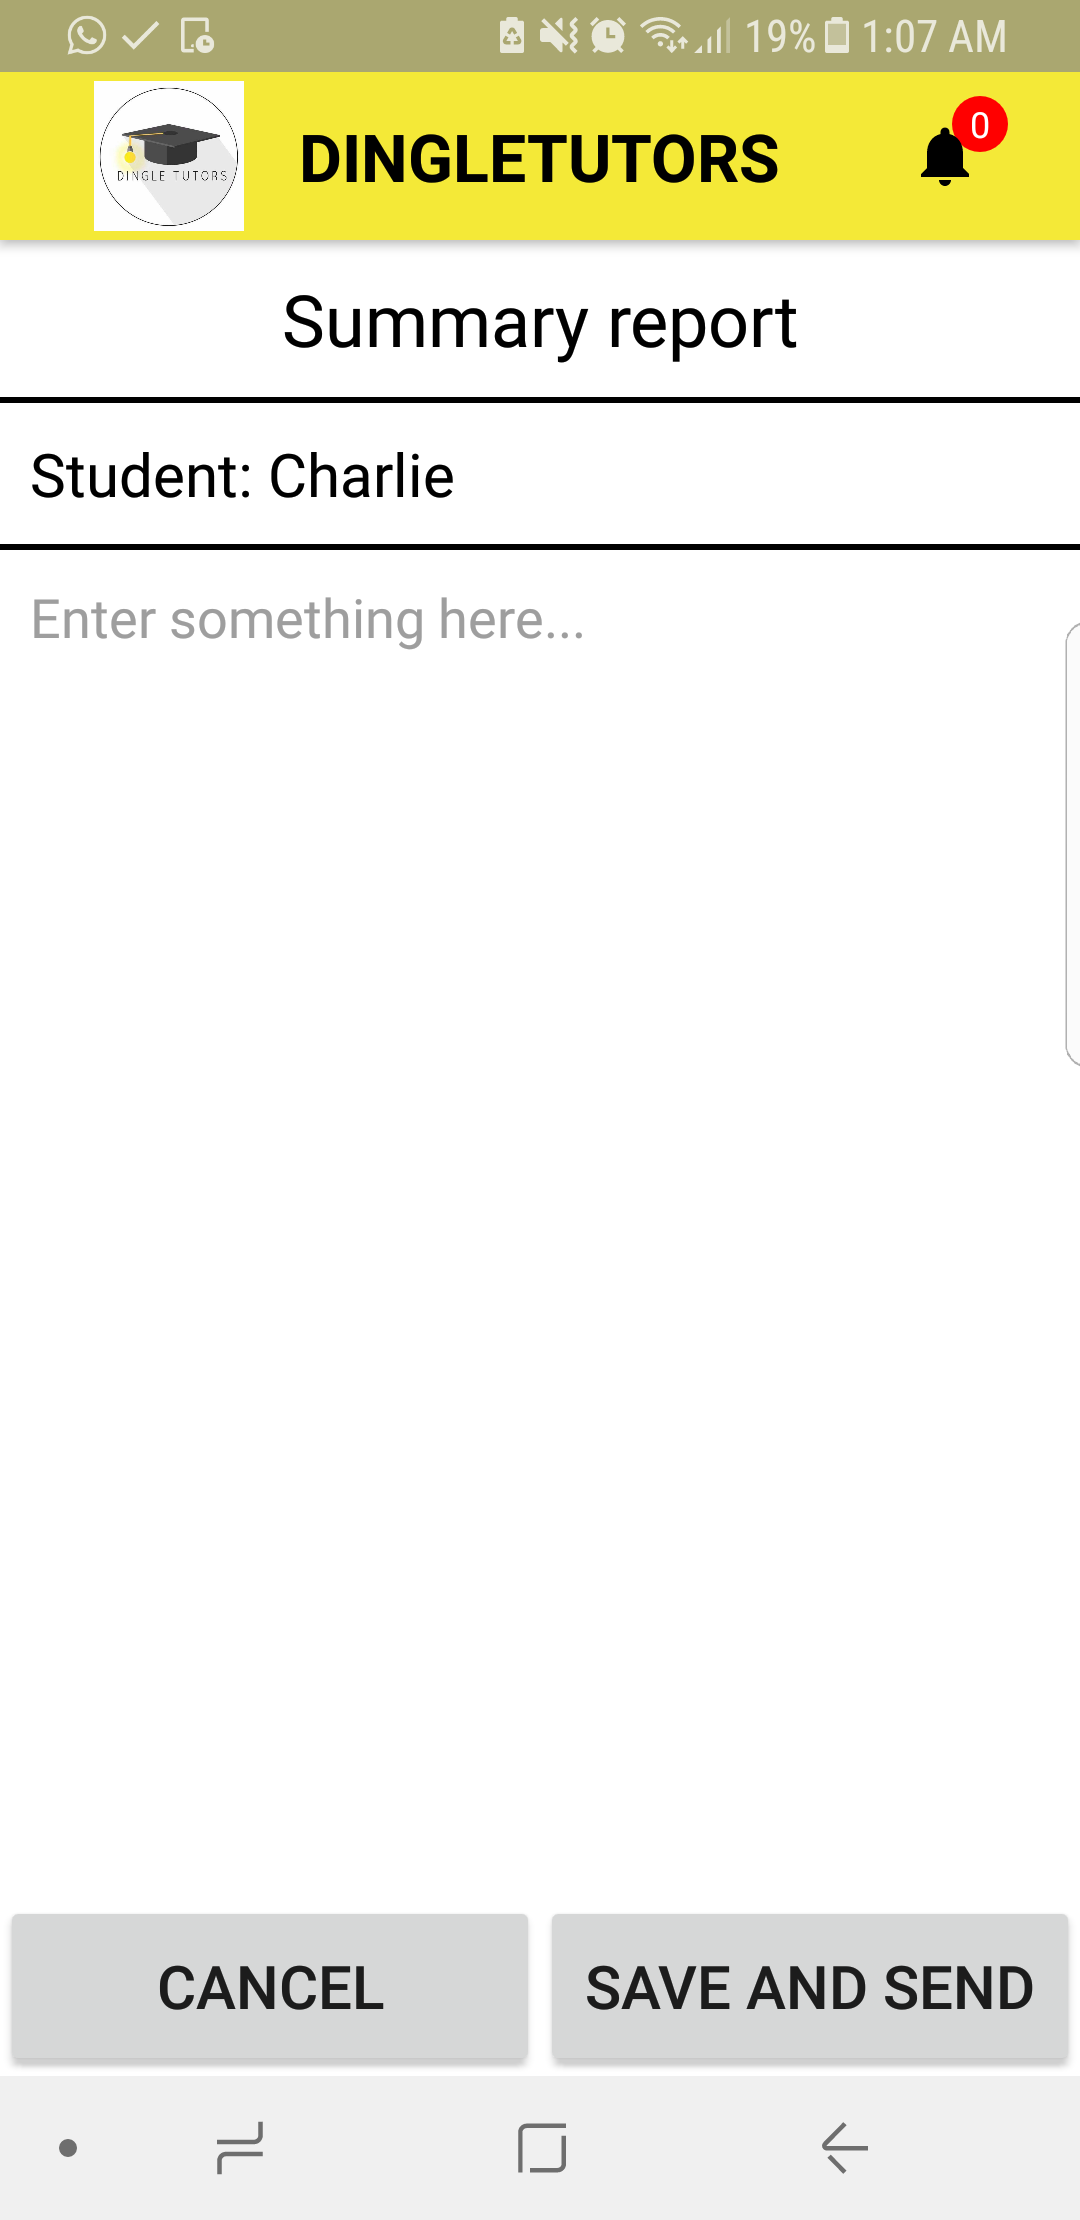 19% 1:07 AM
DINGLE TUTORS
DINGLETUTORS
0
Summary report
Student: Charlie
Enter something here...
CANCEL
SAVE AND SEND